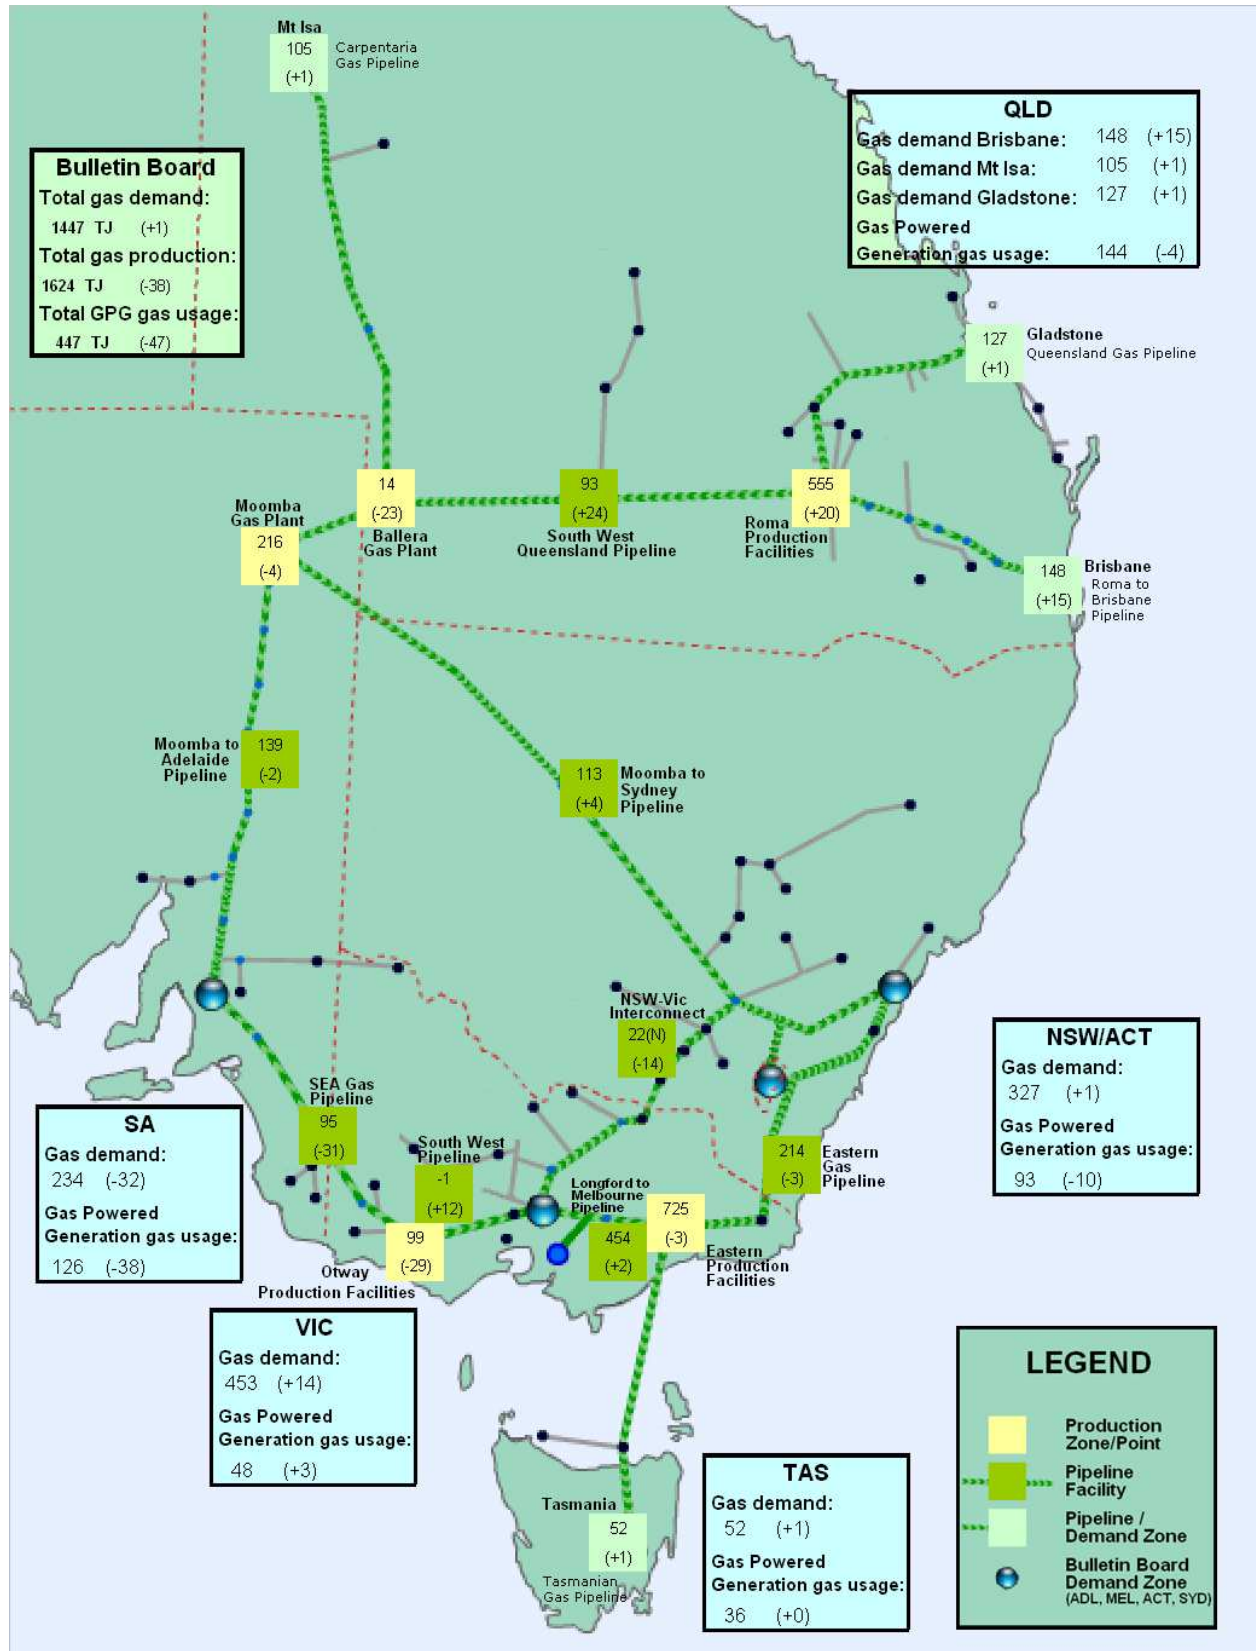 Mt Isa
105
(+1)
Carpentaria
Gas Pipeline
QLD
Gas demand Brisbane: 148 (+15)
Gas demand Mt Isa: 105 (+1)
Gas demand Gladstone: 127 (+1)
Gas Powered
Generation gas usage: 144 (-4)
Bulletin Board
Total gas demand:
1447 TJ (+1)
Total gas production:
1624 TJ (-38)
Total GPG gas usage:
447 TJ (-47)
127
(+1)
Gladstone
Queensland Gas Pipeline
14
(-23)
Ballera
Gas Plant
93
(+24)
South West
Queensland Pipeline
555
(+20)
Roma
Production
Facilities
Moomba
Gas Plant
216
(-4)
148
(+15)
Brisbane
Roma to
Brisbane
Pipeline
Moomba to
Adelaide
Pipeline
139
(-2)
113
(+4)
Moomba to
Sydney
Pipeline
NSW-Vic
Interconnect
22(N)
(-14)
NSW/ACT
Gas demand:
327 (+1)
Gas Powered
Generation gas usage:
93 (-10)
SEA Gas
Pipeline
95
(-31)
SA
Gas demand:
234 (-32)
Gas Powered
Generation gas usage:
126 (-38)
South West
Pipeline
-1
(+12)
Longford to
Melbourne
Pipeline
454
(+2)
725
(-3)
Eastern
Production
Facilities
214
(-3)
Eastern
Gas
Pipeline
99
(-29)
Otway
Production Facilities
VIC
Gas demand:
453 (+14)
Gas Powered
Generation gas usage:
48 (+3)
LEGEND
Production
Zone/Point
Pipeline
Facility
Pipeline /
Demand Zone
Bulletin Board
Demand Zone
(ADL, MEL, ACT, SYD)
Tasmania
52
(+1)
Tasmanian
Gas Pipeline
TAS
Gas demand:
52 (+1)
Gas Powered
Generation gas usage:
36 (+0)